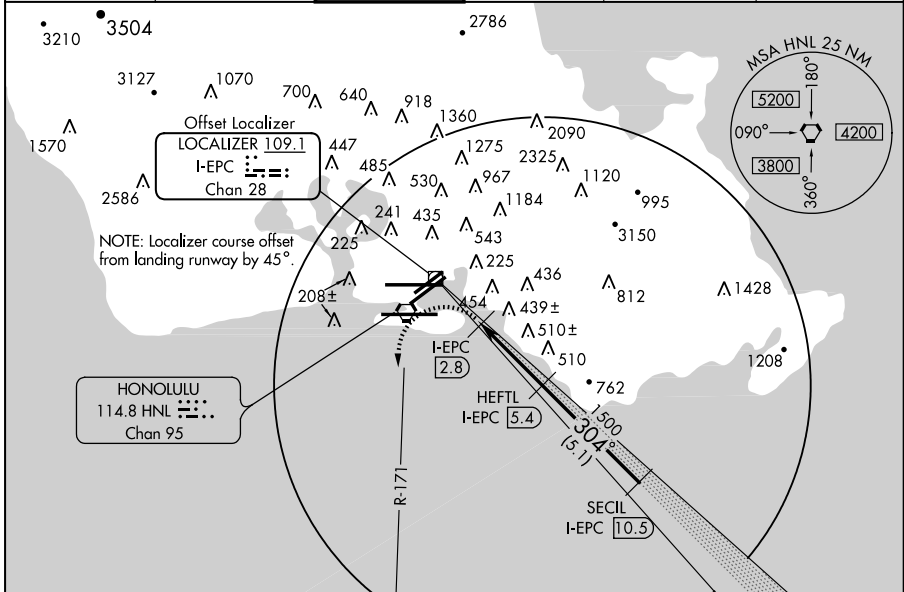 3210
3504
2786
3127
1070
700
640
918
1360
1570
2090
MSA HNL 25 NM
180°
5200
090°
4200
3800
360°
Offset Localizer
LOCALIZER 109.1
I-EPC
Chan 28
447
485
1275
2325
2586
530
967
1120
995
1184
225
241
435
543
3150
NOTE: Localizer course offset
from landing runway by 45°.
225
436
812
1428
208±
454
439±
510±
510
1208
I-EPC
2.8
762
HONOLULU
114.8 HNL
Chan 95
HEFTL
I-EPC 5.4
1500
304°
(5.1)
R-171
SECIL
I-EPC 10.5